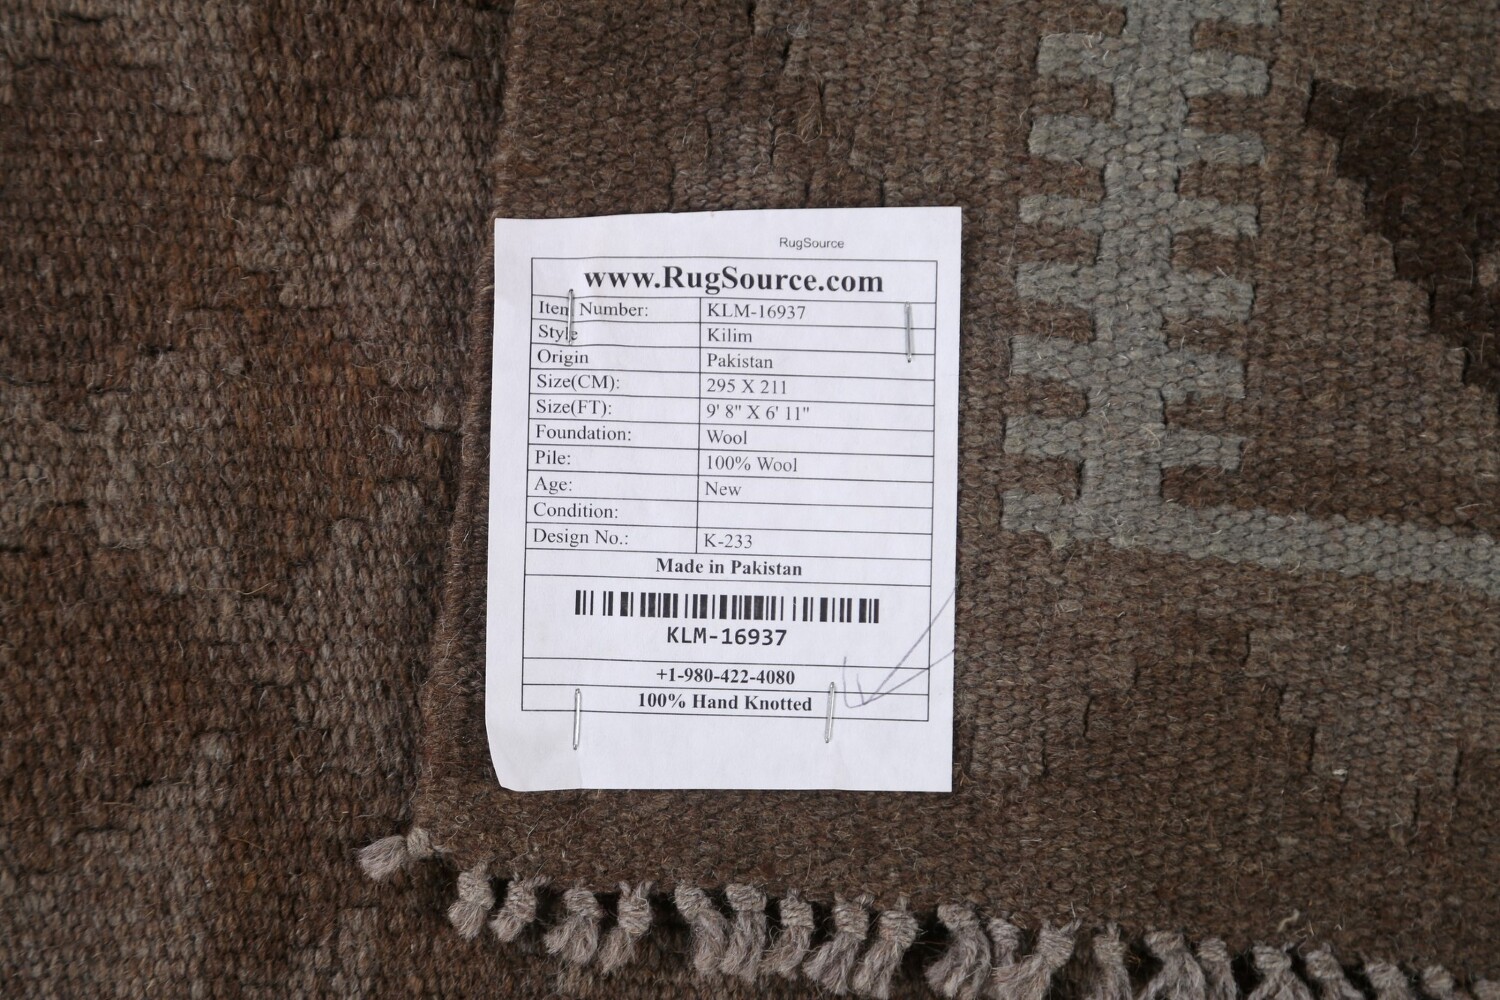 RugSource
www.RugSource.com
Item Number: KLM-16937
Style Kilim
Origin Pakistan
Size(CM): 295 X 211
Size(FT): 9' 8" X 6' 11"
Foundation: Wool
Pile: 100% Wool
Age: New
Condition:
Design No.: K-233
Made in Pakistan
KLM-16937
+1-980-422-4080
100% Hand Knotted